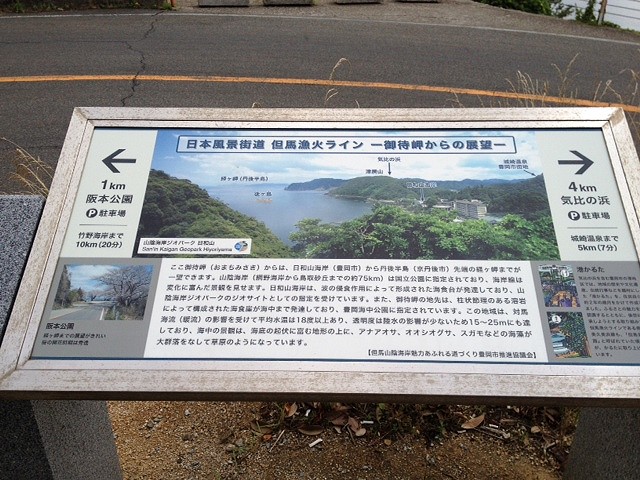 日本風景街道 但馬漁火ライン ー御待岬からの展望ー
1km
阪本公園
P駐車場
竹野海岸まで
10km(20分)
経ヶ岬(丹後半島)
後ヶ島
気比の浜
津居山
城崎温泉
豊岡市街地
4km
気比の浜
P駐車場
城崎温泉まで
5km(7分)
山陰海岸ジオパーク 日和山
San'in Kaigan Geopark Hiyoriyama
阪本公園
岬までの展望がきれい
ここ御待岬(おまちみさき)からは、日和山海岸(豊岡市)から丹後半島(京丹後市)先端の経ヶ岬までが
一望できます。山陰海岸(網野海岸から鳥取砂丘までの約75km)は国立公園に指定されており、海岸線は
変化に富んだ景観を見せます。日和山海岸は、波の侵食作用によって形成された海食台が発達しており、山
陰海岸ジオパークのジオサイトとしての指定を受けています。また、御待岬の地先は、柱状節理のある溶岩
によって構成された海食崖が海中まで発達しており、豊岡海中公園に指定されています。この地域は、対馬
海流(暖流)の影響を受けて平均水温は18度以上あり、透明度は陸水の影響が少ないため15〜25mにも達
しており、海中の景観は、海底の起伏に富む地形の上に、アナアオサ、オオシオグサ、スガモなどの海藻が
大群落をなして草原のようになっています。
【但馬山陰海岸魅力あふれる道づくり豊岡市推進協議会】